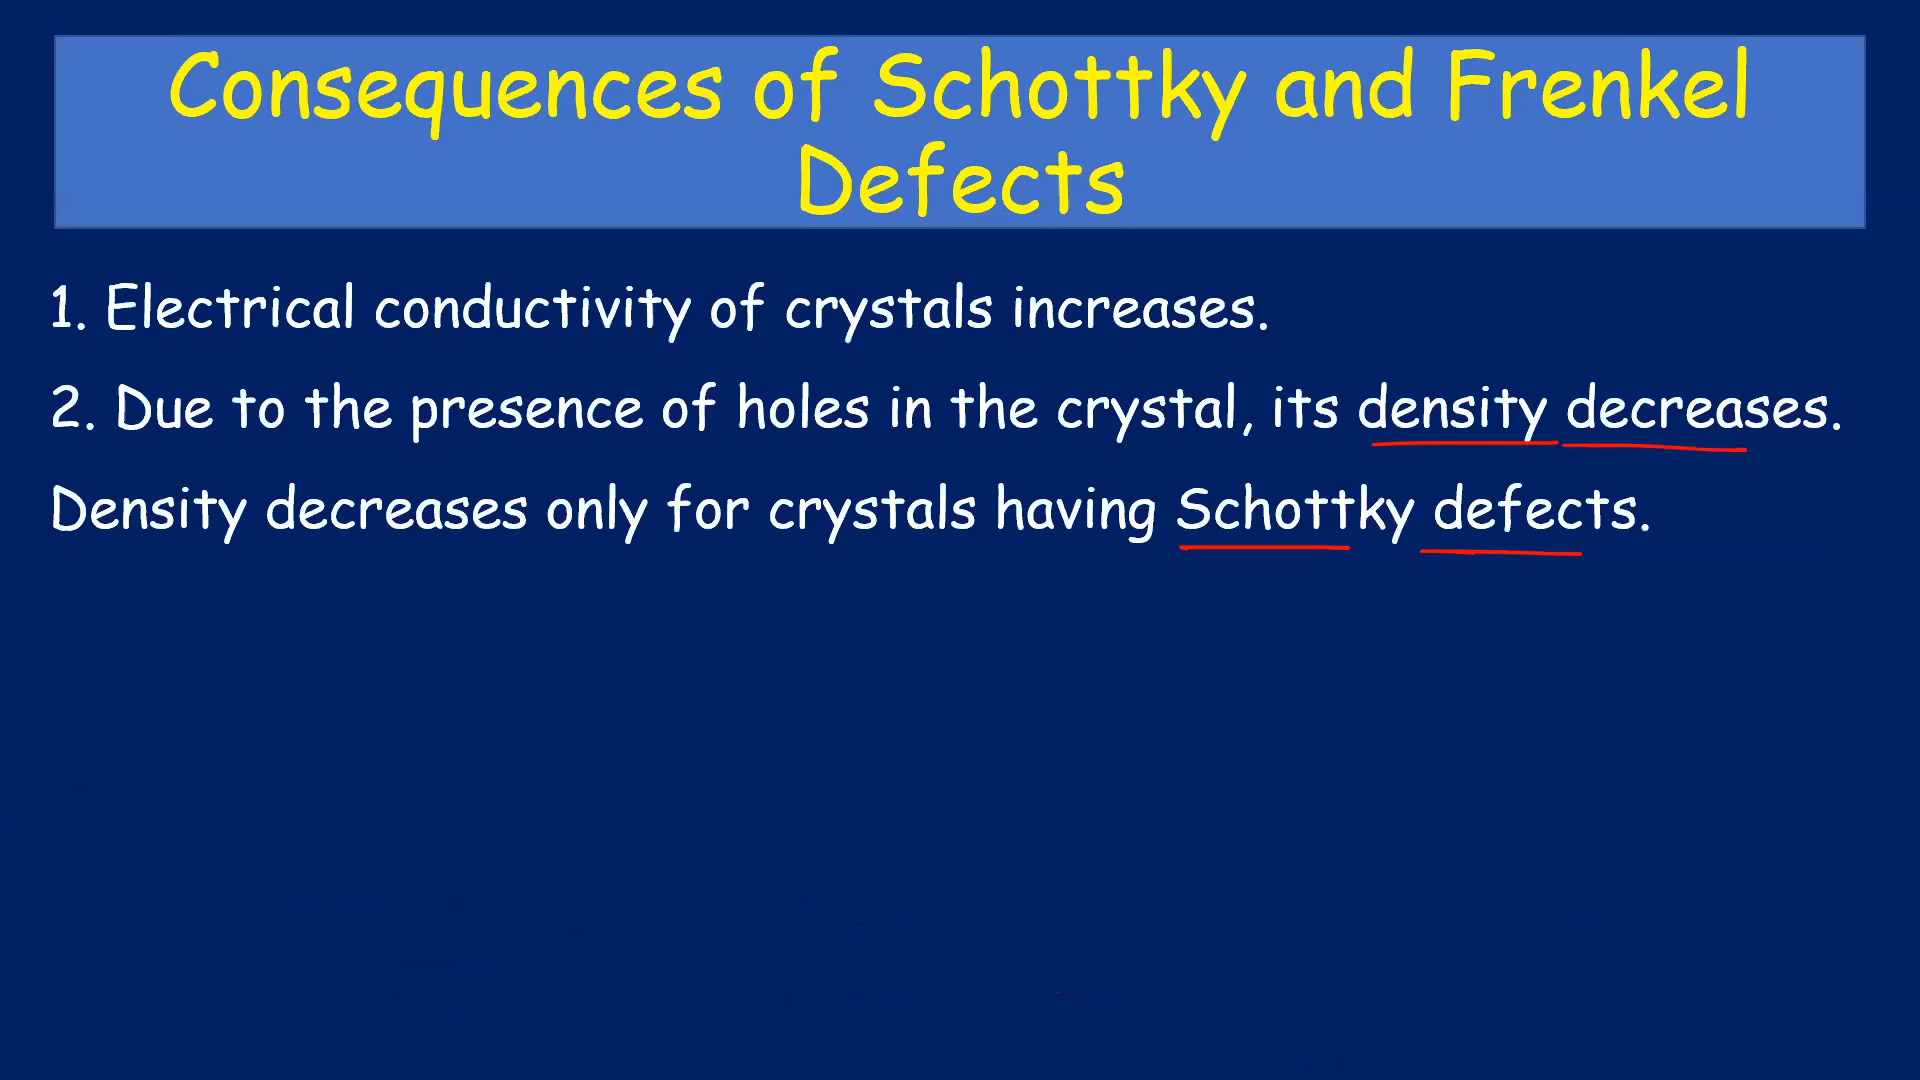 Consequences of Schottky and Frenkel
Defects
1. Electrical conductivity of crystals increases.
2. Due to the presence of holes in the crystal, its density decreases.
Density decreases only for crystals having Schottky defects.